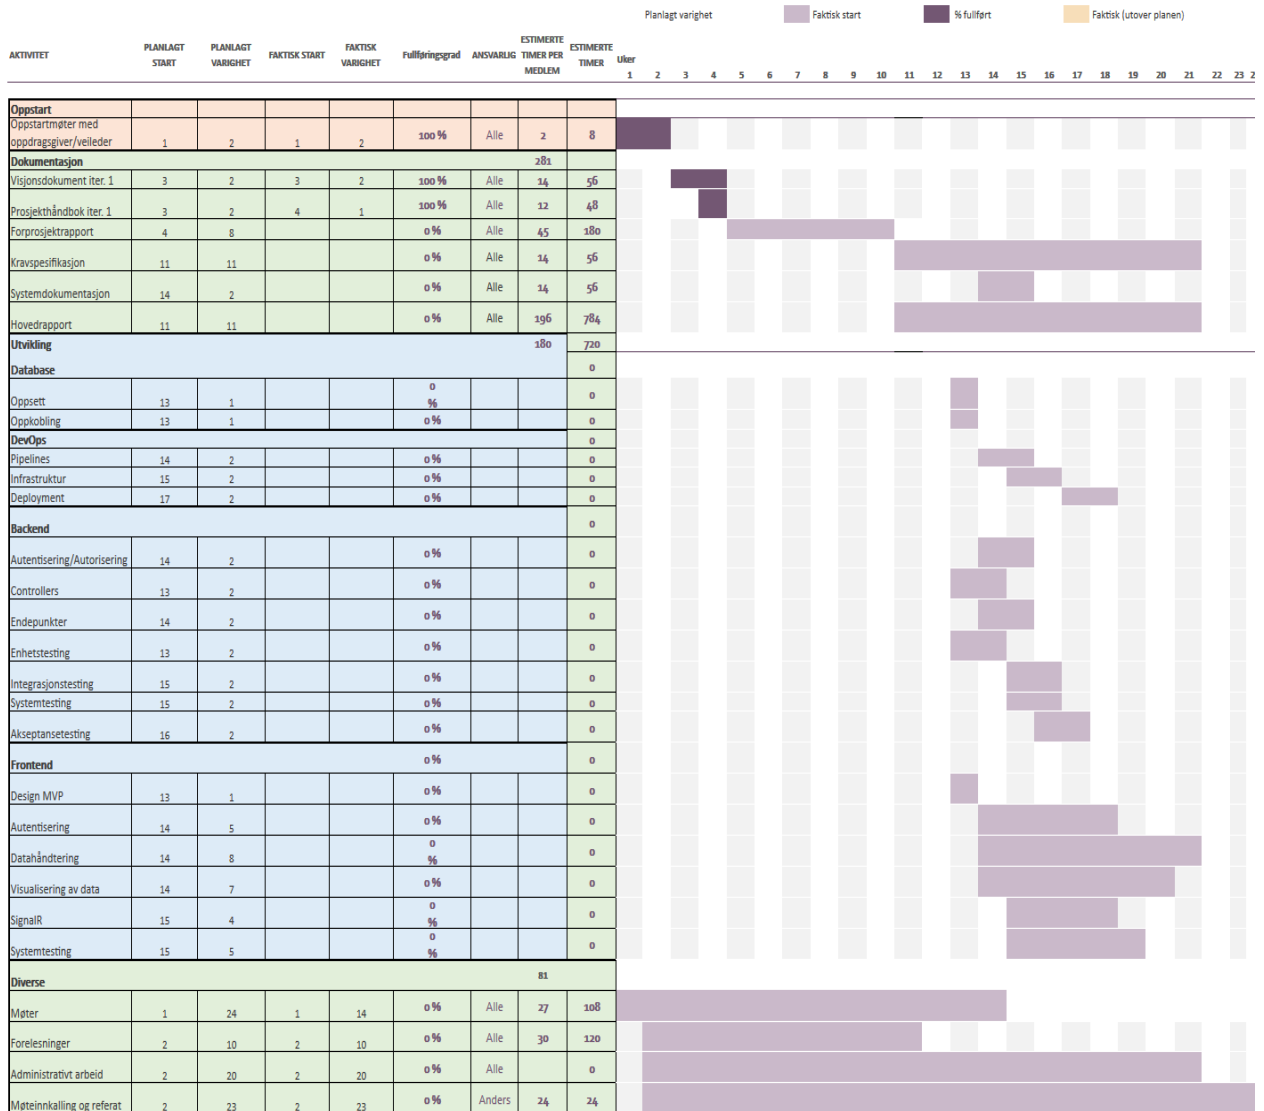 Planlagt varighet Faktisk start % fullført Faktisk (utover planen)
AKTIVITET PLANLAGT START PLANLAGT VARIGHET FAKTISK START FAKTISK VARIGHET Fullføringsgrad ANSVARLIG ESTIMERTE TIMER PER MEDLEM ESTIMERTE TIMER Uker
1 2 3 4 5 6 7 8 9 10 11 12 13 14 15 16 17 18 19 20 21 22 23 2
Oppstart
Oppstartmøter med oppdragsgiver/veileder 1 2 1 2 100 % Alle 2 8
Dokumentasjon 281
Visjonsdokument iter. 1 3 2 3 2 100 % Alle 14 56
Prosjekthåndbok iter. 1 3 2 4 1 100 % Alle 12 48
Forprosjektrapport 4 8 0 % Alle 45 180
Kravspesifikasjon 11 11 0 % Alle 14 56
Systemdokumentasjon 14 2 0 % Alle 14 56
Hovedrapport 11 11 0 % Alle 196 784
Utvikling 180 720
Database 0
Oppsett 13 1 0 % 0
Oppkobling 13 1 0 % 0
DevOps 0
Pipelines 14 2 0 % 0
Infrastruktur 15 2 0 % 0
Deployment 17 2 0 % 0
Backend 0
Autentisering/Autorisering 14 2 0 % 0
Controllers 13 2 0 % 0
Endepunkter 14 2 0 % 0
Enhetstesting 13 2 0 % 0
Integrasjonstesting 15 2 0 % 0
Systemtesting 15 2 0 % 0
Akseptansetesting 16 2 0 % 0
Frontend 0 % 0
Design MVP 13 1 0 % 0
Autentisering 14 5 0 % 0
Datahåndtering 14 8 0 % 0
Visualisering av data 14 7 0 % 0
SignalR 15 4 0 % 0
Systemtesting 15 5 0 % 0
Diverse 81
Møter 1 24 1 14 0 % Alle 27 108
Forelesninger 2 10 2 10 0 % Alle 30 120
Administrativt arbeid 2 20 2 20 0 % Alle 0
Møteinnkalling og referat 2 23 2 23 0 % Anders 24 24